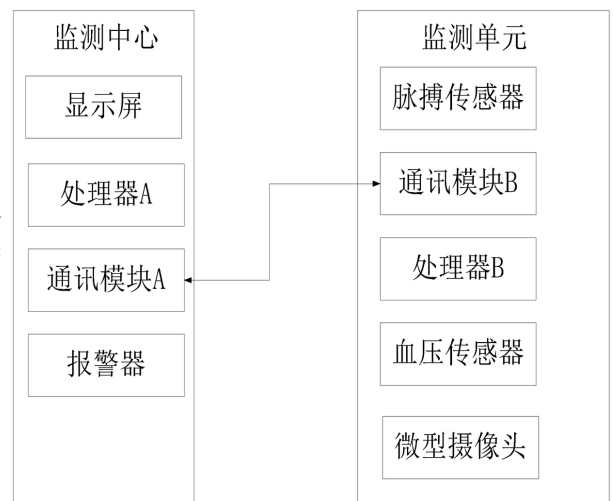 监测中心
显示屏
处理器A
通讯模块A
报警器
监测单元
脉搏传感器
通讯模块B
处理器B
血压传感器
微型摄像头